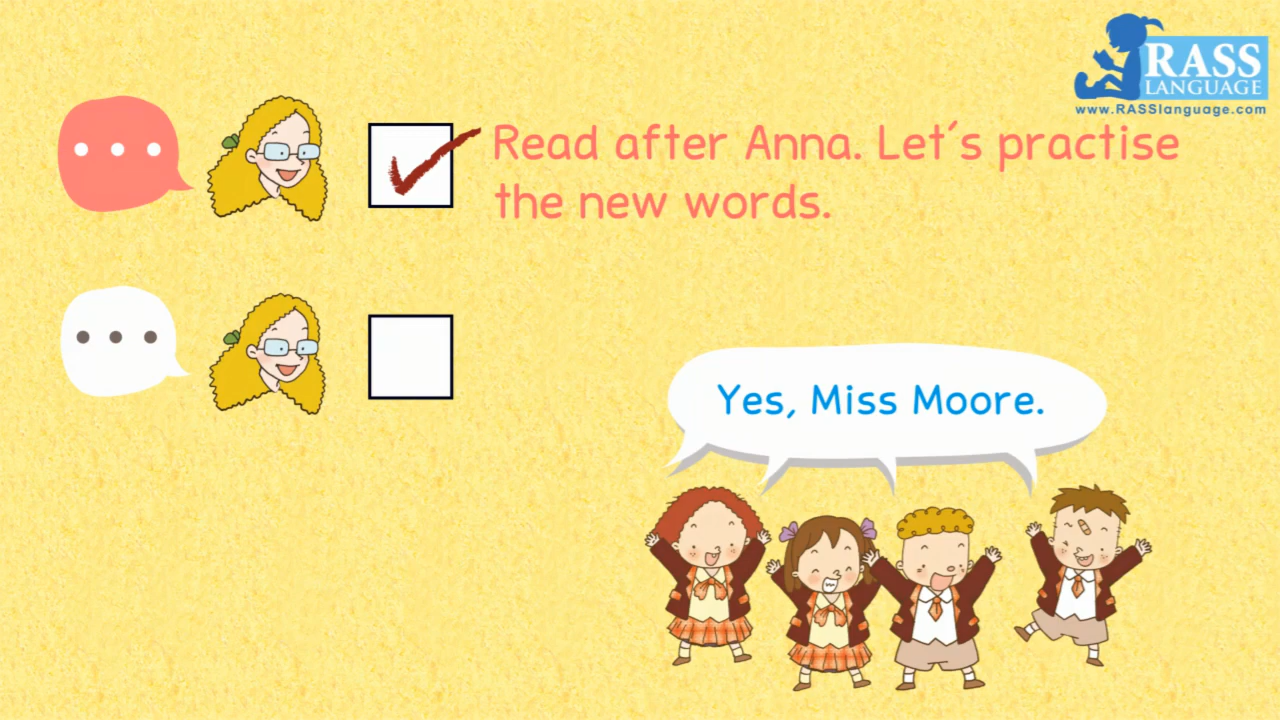 RASS
LANGUAGE
www.RASSlanguage.com
Read after Anna. Let´s practise
the new words.
Yes, Miss Moore.